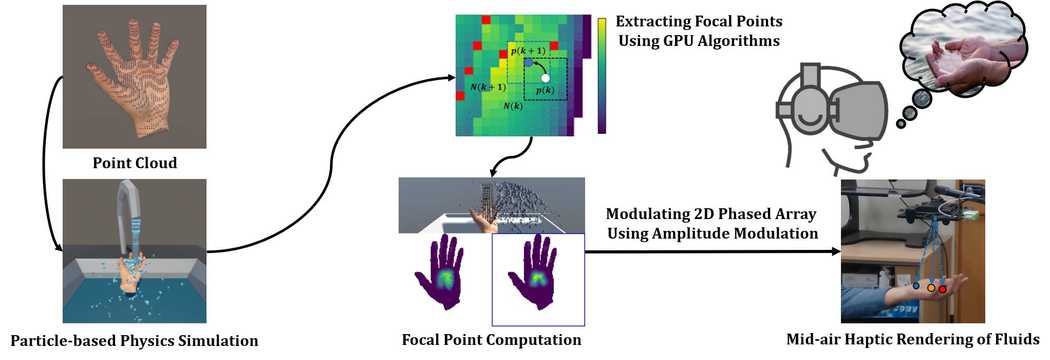 Extracting Focal Points
Using GPU Algorithms
p(k+1)
N(k+1)
p(k)
N(k)
Point Cloud
Modulating 2D Phased Array
Using Amplitude Modulation
Particle-based Physics Simulation
Focal Point Computation
Mid-air Haptic Rendering of Fluids